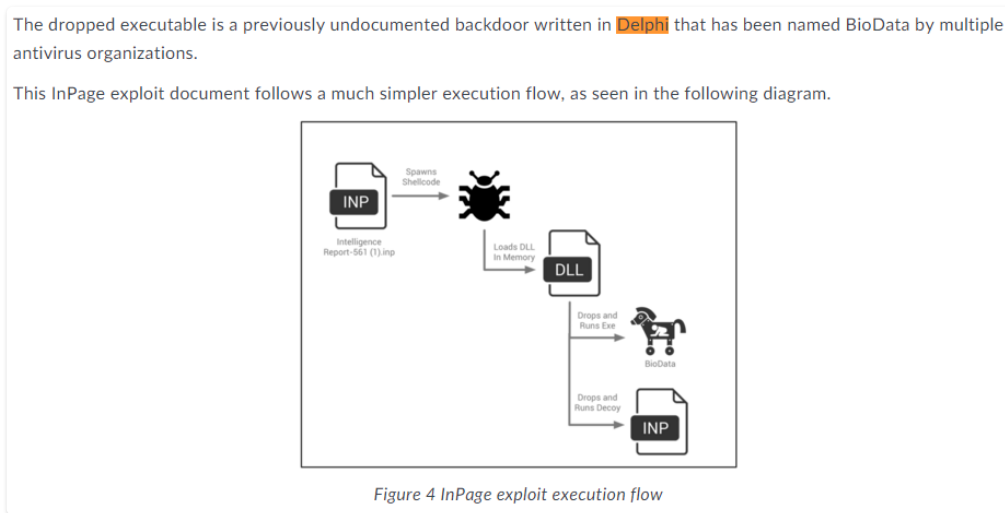 The dropped executable is a previously undocumented backdoor written in Delphi that has been named BioData by multiple
antivirus organizations.
This InPage exploit document follows a much simpler execution flow, as seen in the following diagram.
Spawns
Shellcode
INP
Intelligence
Report-561 (1).inp
Loads DLL
In Memory
DLL
Drops and
Runs Exe
BioData
Drops and
Runs Decoy
INP
Figure 4 InPage exploit execution flow